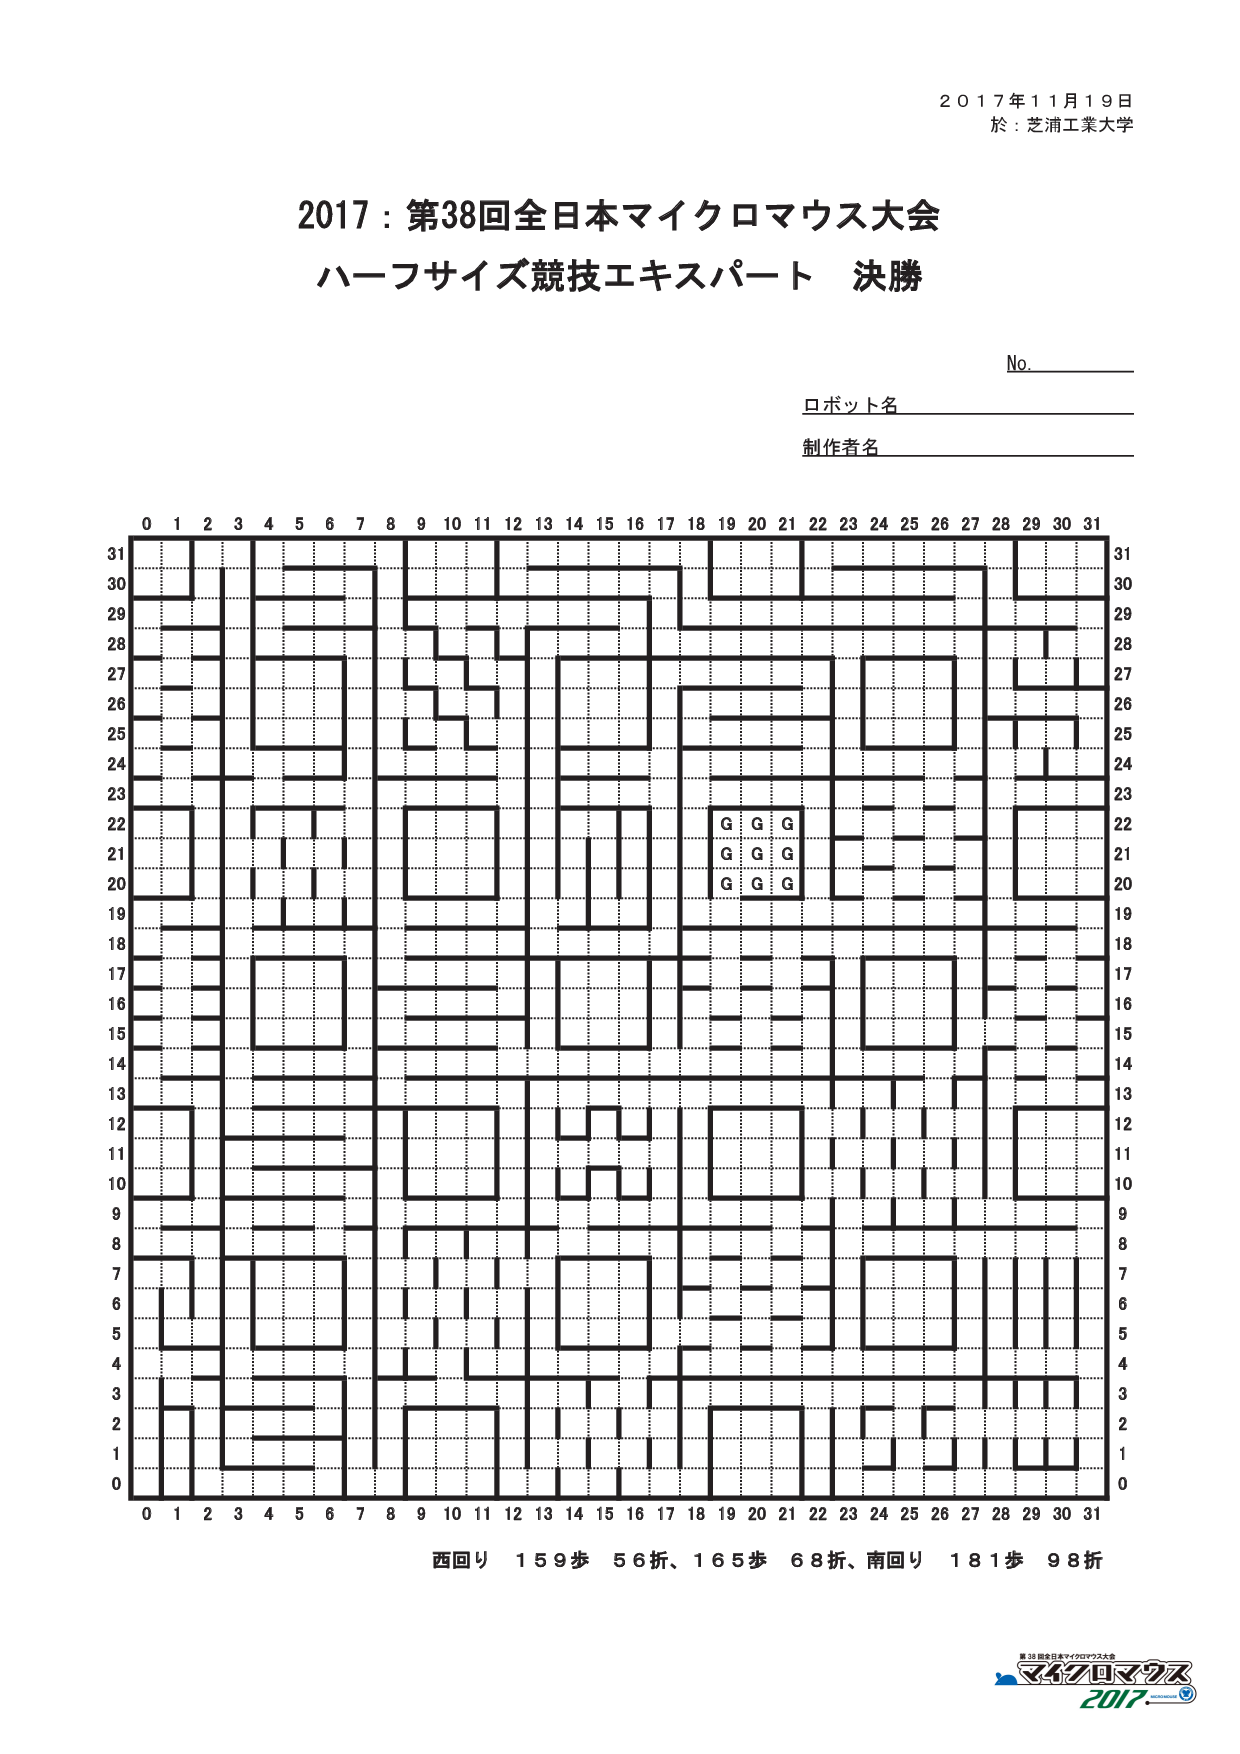 ２０１７年１１月１９日
於：芝浦工業大学
2017：第38回全日本マイクロマウス大会
ハーフサイズ競技エキスパート　決勝
No.
ロボット名
制作者名
0 1 2 3 4 5 6 7 8 9 10 11 12 13 14 15 16 17 18 19 20 21 22 23 24 25 26 27 28 29 30 31
31 31
30 30
29 29
28 28
27 27
26 26
25 25
24 24
23 23
22 G G G 22
21 G G G 21
20 G G G 20
19 19
18 18
17 17
16 16
15 15
14 14
13 13
12 12
11 11
10 10
9 9
8 8
7 7
6 6
5 5
4 4
3 3
2 2
1 1
0 0
0 1 2 3 4 5 6 7 8 9 10 11 12 13 14 15 16 17 18 19 20 21 22 23 24 25 26 27 28 29 30 31
西回り　１５９歩　５６折、１６５歩　６８折、南回り　１８１歩　９８折
第38回全日本マイクロマウス大会
マイクロマウス
2017